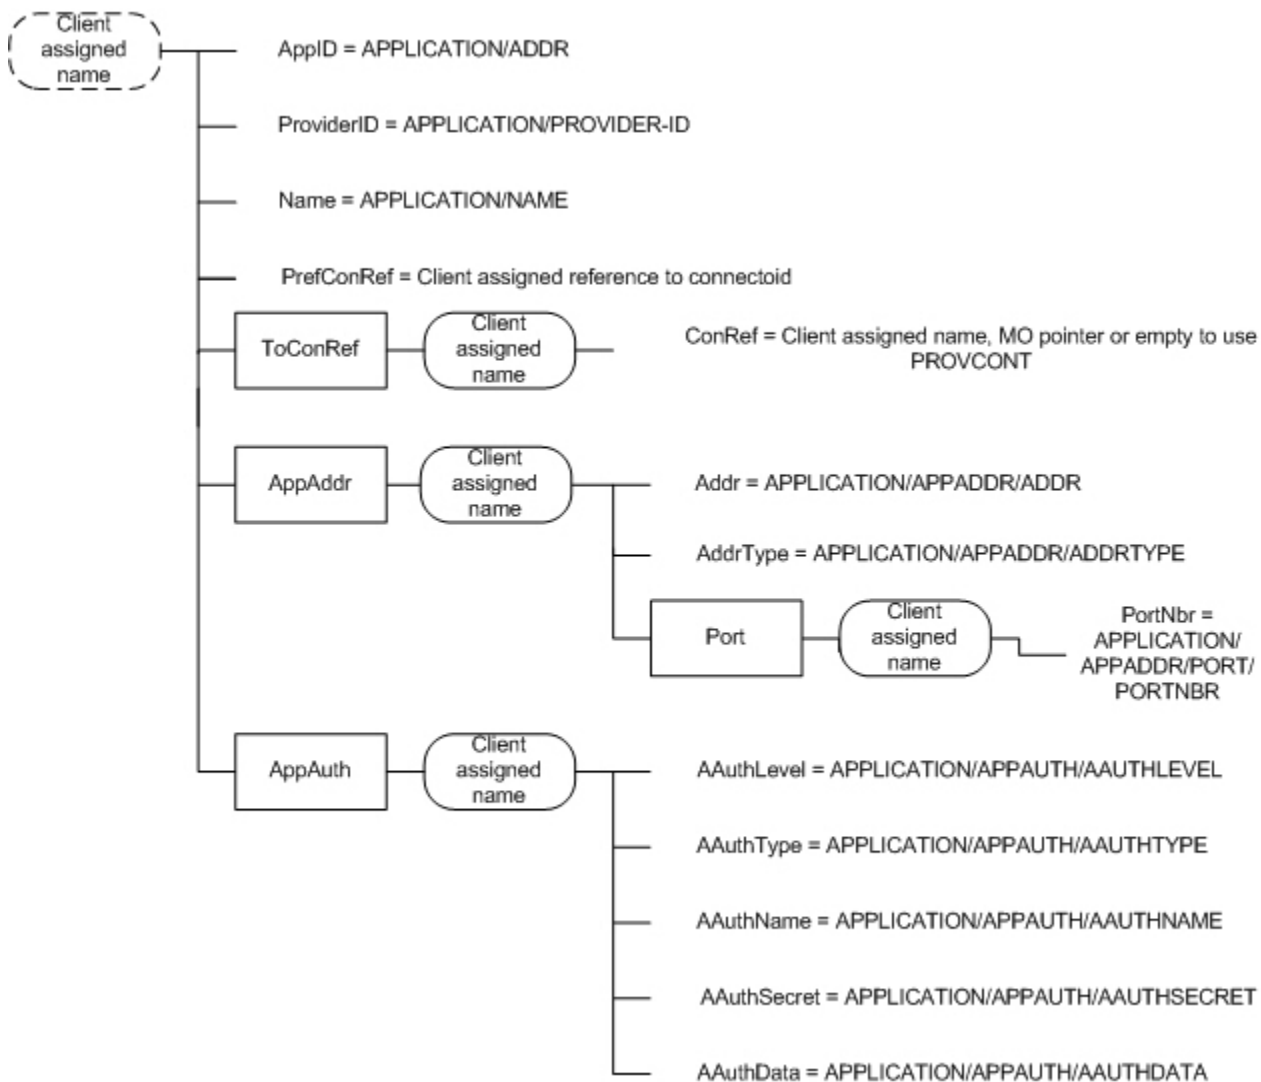 Client
assigned
name
AppID = APPLICATION/ADDR
ProviderID = APPLICATION/PROVIDER-ID
Name = APPLICATION/NAME
PrefConRef = Client assigned reference to connectoid
ToConRef
Client
assigned
name
ConRef = Client assigned name, MO pointer or empty to use
PROVCONT
AppAddr
Client
assigned
name
Addr = APPLICATION/APPADDR/ADDR
AddrType = APPLICATION/APPADDR/ADDRTYPE
Port
Client
assigned
name
PortNbr =
APPLICATION/
APPADDR/PORT/
PORTNBR
AppAuth
Client
assigned
name
AAuthLevel = APPLICATION/APPAUTH/AAUTHLEVEL
AAuthType = APPLICATION/APPAUTH/AAUTHTYPE
AAuthName = APPLICATION/APPAUTH/AAUTHNAME
AAuthSecret = APPLICATION/APPAUTH/AAUTHSECRET
AAuthData = APPLICATION/APPAUTH/AAUTHDATA